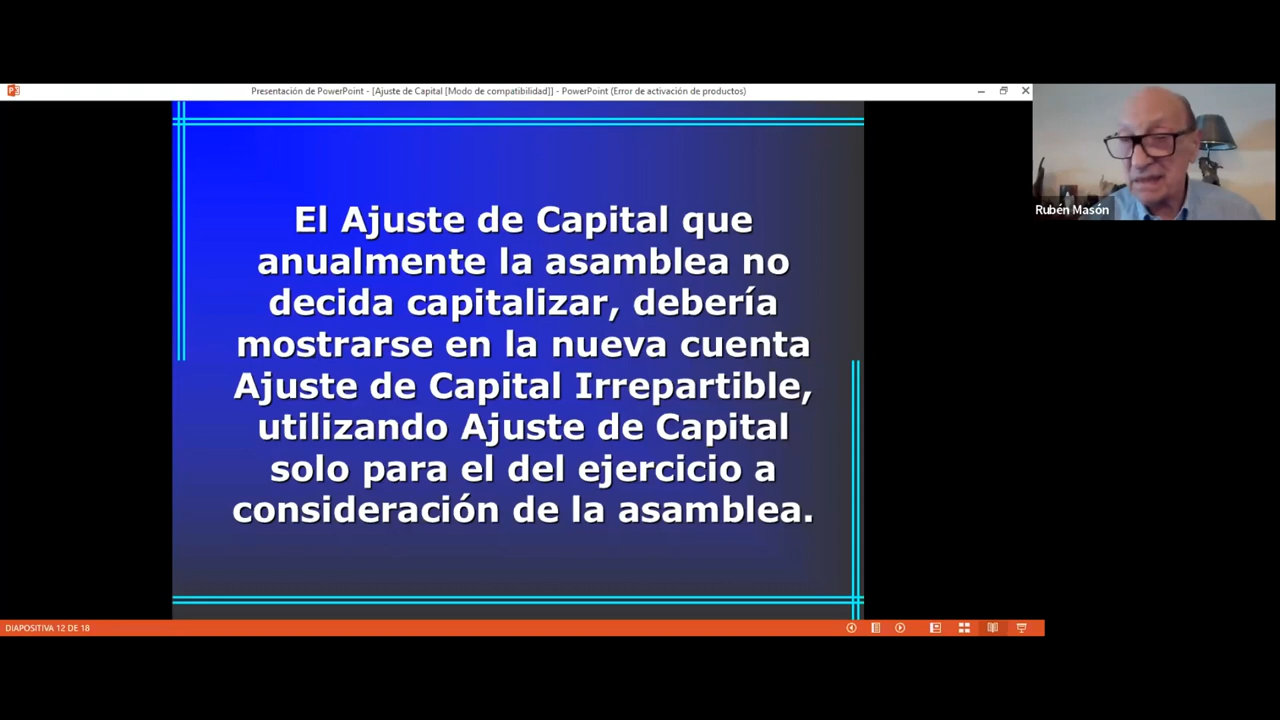 Presentación de PowerPoint - [Ajuste de Capital [Modo de compatibilidad]] - PowerPoint (Error de activación de productos)
Rubén Masón
El Ajuste de Capital que
anualmente la asamblea no
decida capitalizar, debería
mostrarse en la nueva cuenta
Ajuste de Capital Irrepartible,
utilizando Ajuste de Capital
solo para el del ejercicio a
consideración de la asamblea.
DIAPOSITIVA 12 DE 18